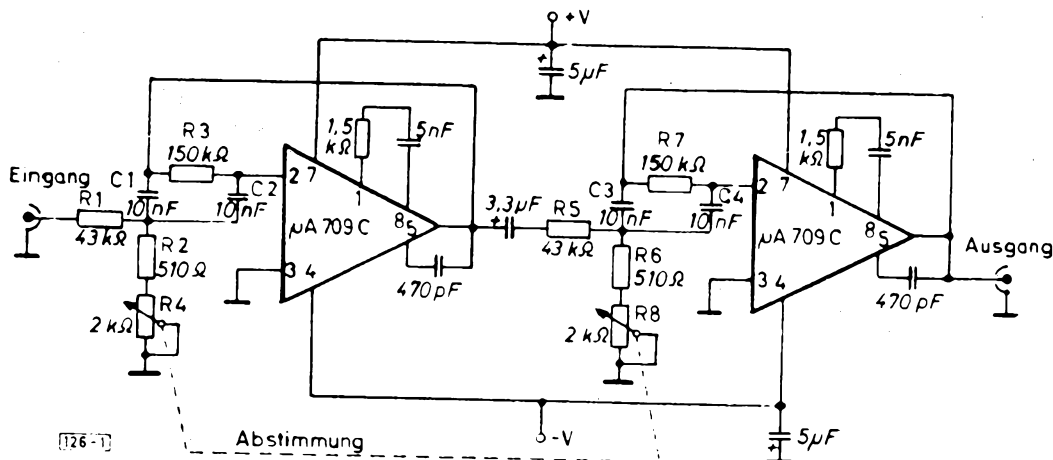 +V
+
5µF
R3
150kΩ
C1
10nF
C2
10nF
Eingang
R1
43kΩ
R2
510Ω
R4
2kΩ
2
7
1,5
kΩ
5nF
1
µA 709C
8
5
3
4
470pF
3,3µF
+
R5
43kΩ
R7
150kΩ
C3
10nF
C4
10nF
R6
510Ω
R8
2kΩ
2
7
1,5
kΩ
5nF
1
µA 709C
8
5
3
4
470pF
Ausgang
-V
+
5µF
126-1
Abstimmung